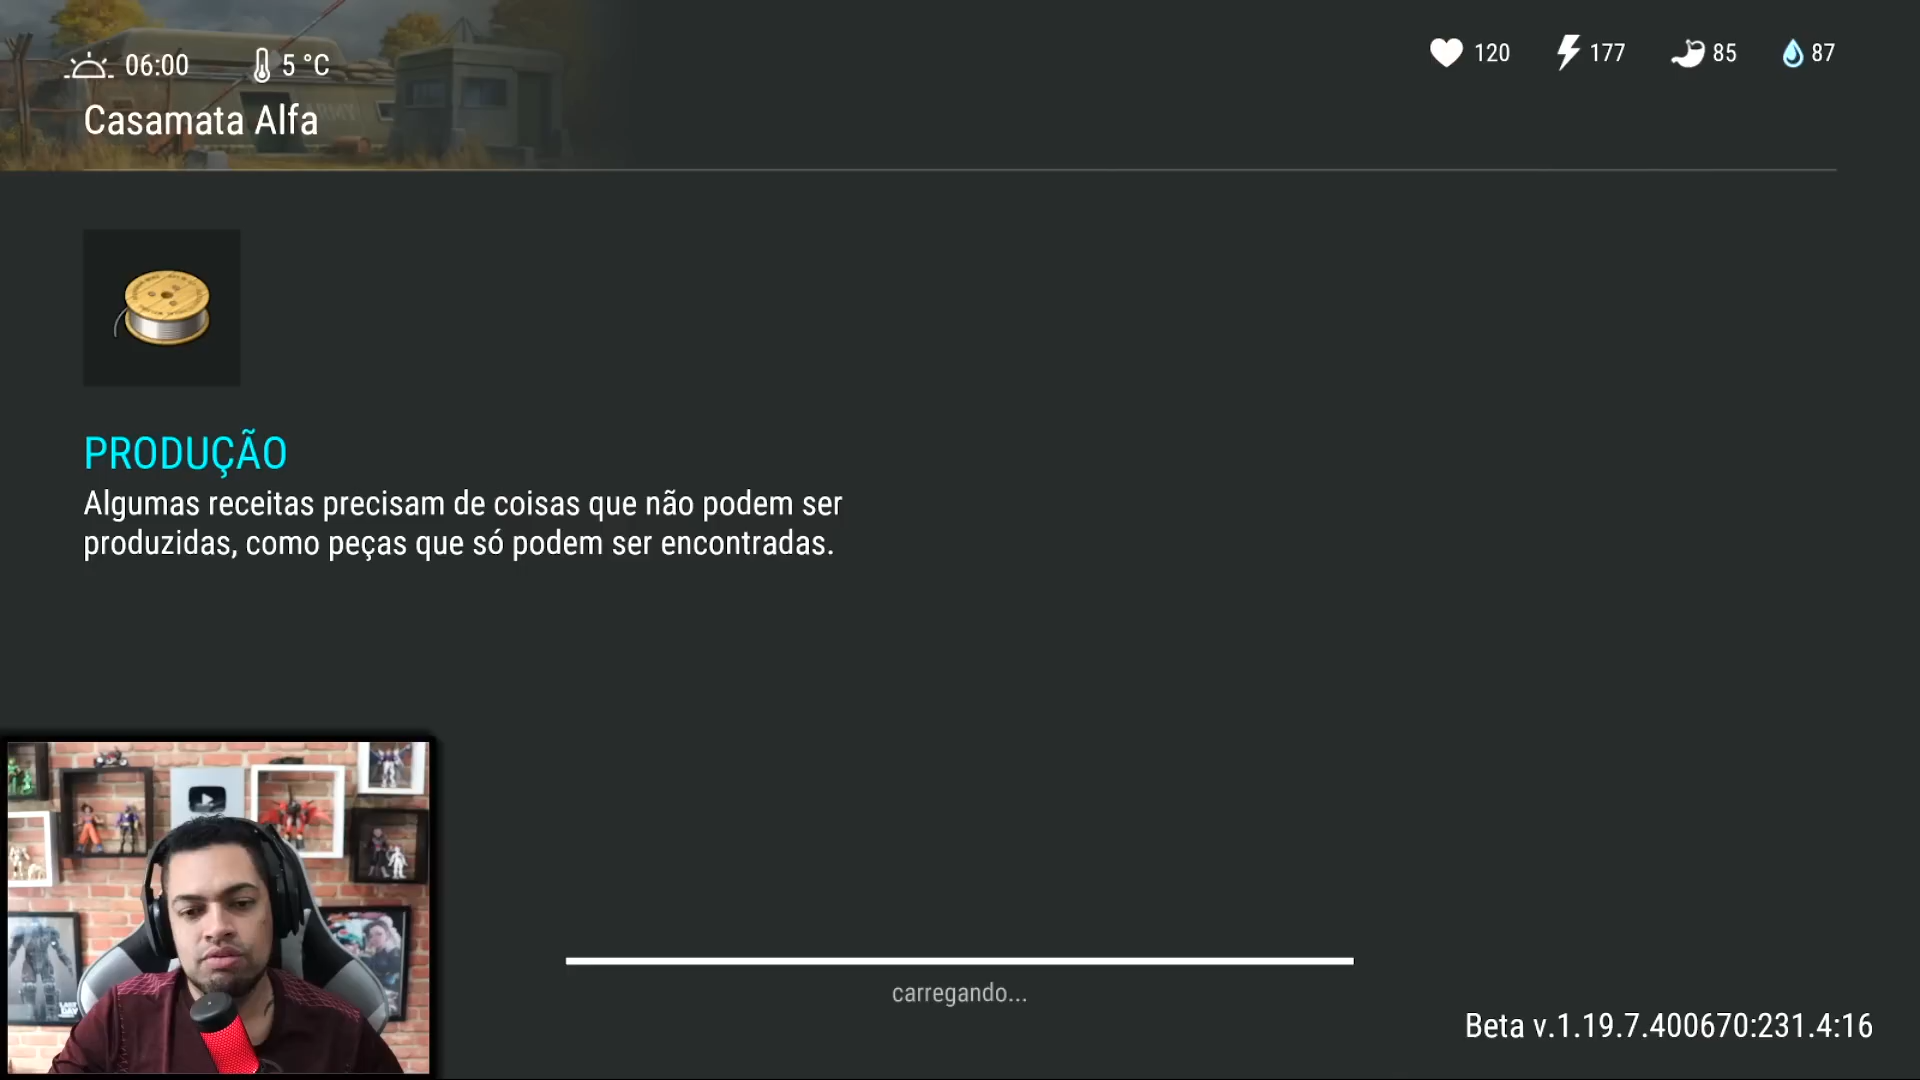 06:00
5 °C
120
177
85
87
Casamata Alfa
PRODUÇÃO
Algumas receitas precisam de coisas que não podem ser
produzidas, como peças que só podem ser encontradas.
carregando...
Beta v.1.19.7.400670:231.4:16